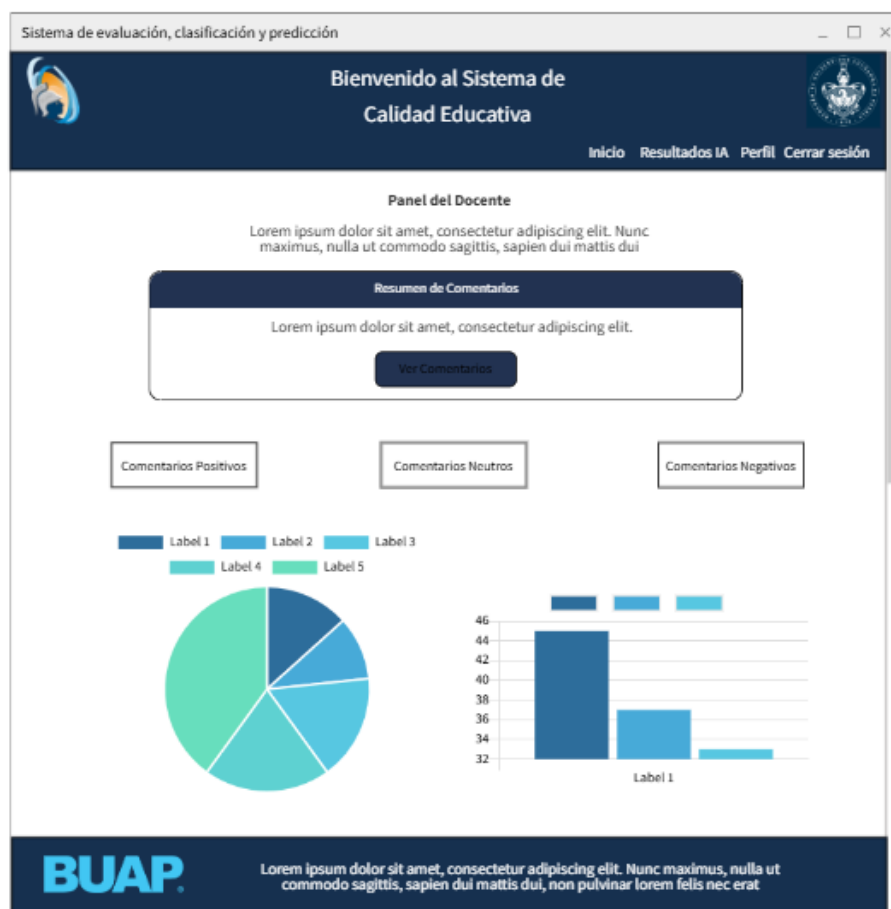 Sistema de evaluación, clasificación y predicción
Bienvenido al Sistema de
Calidad Educativa
Inicio Resultados IA Perfil Cerrar sesión
Panel del Docente
Lorem ipsum dolor sit amet, consectetur adipiscing elit. Nunc
maximus, nulla ut commodo sagittis, sapien dui mattis dui
Resumen de Comentarios
Lorem ipsum dolor sit amet, consectetur adipiscing elit.
Ver Comentarios
Comentarios Positivos
Comentarios Neutros
Comentarios Negativos
Label 1 Label 2 Label 3
Label 4 Label 5
46
44
42
40
38
36
34
32
Label 1
BUAP
Lorem ipsum dolor sit amet, consectetur adipiscing elit. Nunc maximus, nulla ut
commodo sagittis, sapien dui mattis dui, non pulvinar lorem felis nec erat